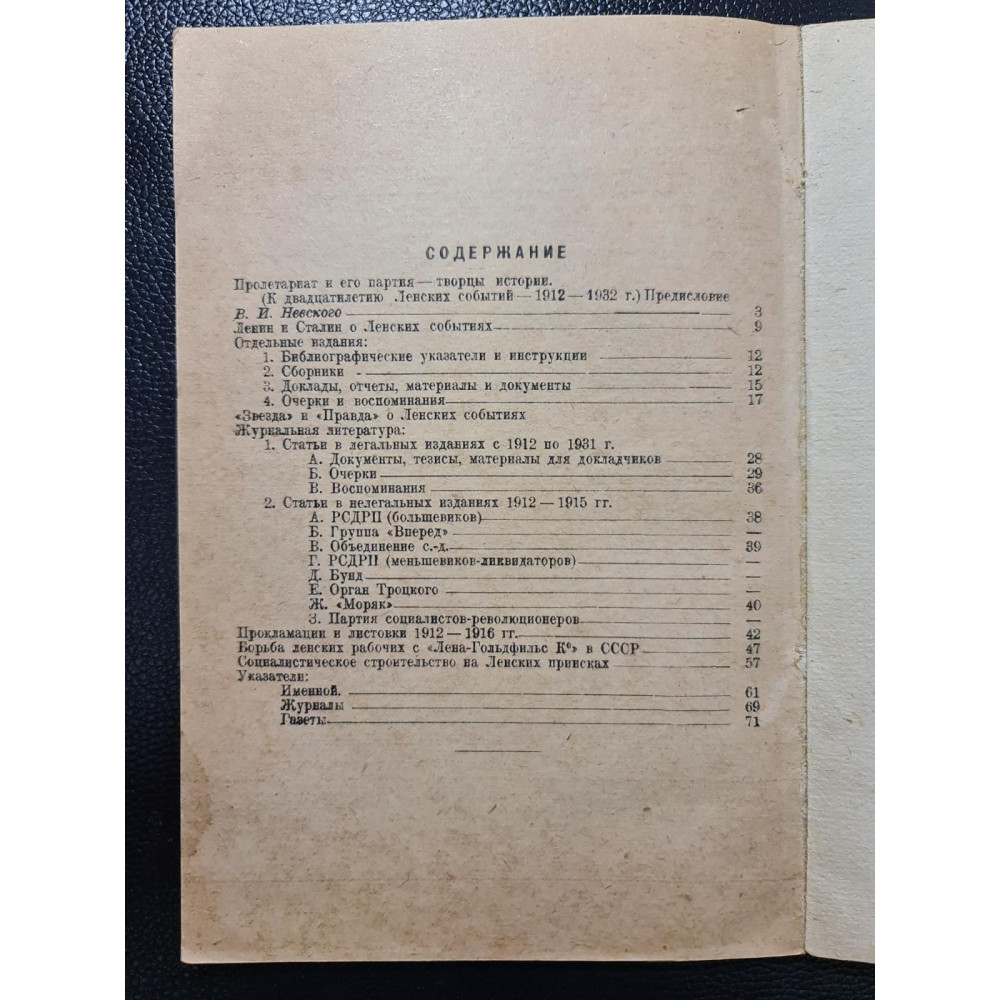 СОДЕРЖАНИЕ
Пролетариат и его партия — творцы истории.
(К двадцатилетию Ленских событий — 1912 — 1932 г.) Предисловие
В. И. Невского 3
Ленин и Сталин о Ленских событиях 9
Отдельные издания:
1. Библиографические указатели и инструкции 12
2. Сборники 12
3. Доклады, отчеты, материалы и документы 15
4. Очерки и воспоминания 17
«Звезда» и «Правда» о Ленских событиях
Журнальная литература:
1. Статьи в легальных изданиях с 1912 по 1931 г.
А. Документы, тезисы, материалы для докладчиков 28
Б. Очерки 29
В. Воспоминания 36
2. Статьи в нелегальных изданиях 1912 — 1915 гг.
А. РСДРП (большевиков) 38
Б. Группа «Вперед» —
В. Объединение с.-д. 39
Г. РСДРП (меньшевиков-ликвидаторов) —
Д. Бунд —
Е. Орган Троцкого —
Ж. «Моряк» 40
З. Партия социалистов-революционеров —
Прокламации и листовки 1912 — 1916 гг. 42
Борьба ленских рабочих с «Лена-Гольдфильс К⁰» в СССР 47
Социалистическое строительство на Ленских приисках 57
Указатели:
Именной. 61
Журналы 69
Газеты 71